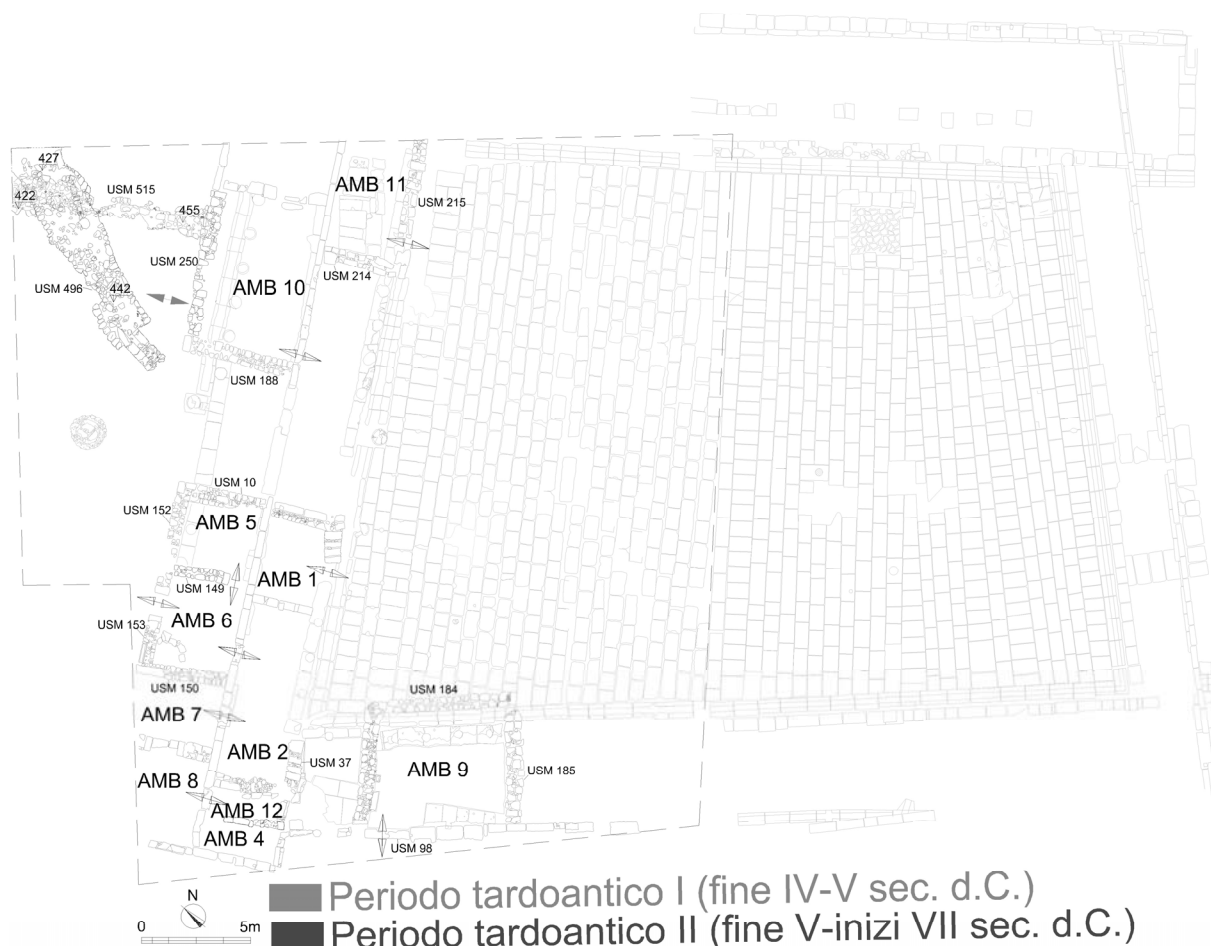 427
USM 515
AMB 11
422
455
USM 215
USM 250
USM 214
USM 496
442
AMB 10
USM 188
USM 10
USM 152
AMB 5
USM 149
AMB 1
AMB 6
USM 153
USM 150
USM 184
AMB 7
AMB 2
USM 37
AMB 9
USM 185
AMB 8
AMB 12
AMB 4
USM 98
N
0 5m
Periodo tardoantico I (fine IV-V sec. d.C.)
Periodo tardoantico II (fine V-inizi VII sec. d.C.)